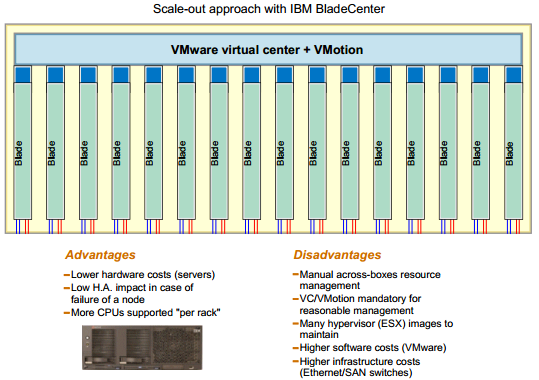 Scale-out approach with IBM BladeCenter
VMware virtual center + VMotion
Blade Blade Blade Blade Blade Blade Blade Blade Blade Blade Blade Blade Blade Blade Blade Blade
Advantages
–Lower hardware costs (servers)
–Low H.A. impact in case of
failure of a node
–More CPUs supported "per rack"
Disadvantages
–Manual across-boxes resource
management
–VC/VMotion mandatory for
reasonable management
–Many hypervisor (ESX) images to
maintain
–Higher software costs (VMware)
–Higher infrastructure costs
(Ethernet/SAN switches)